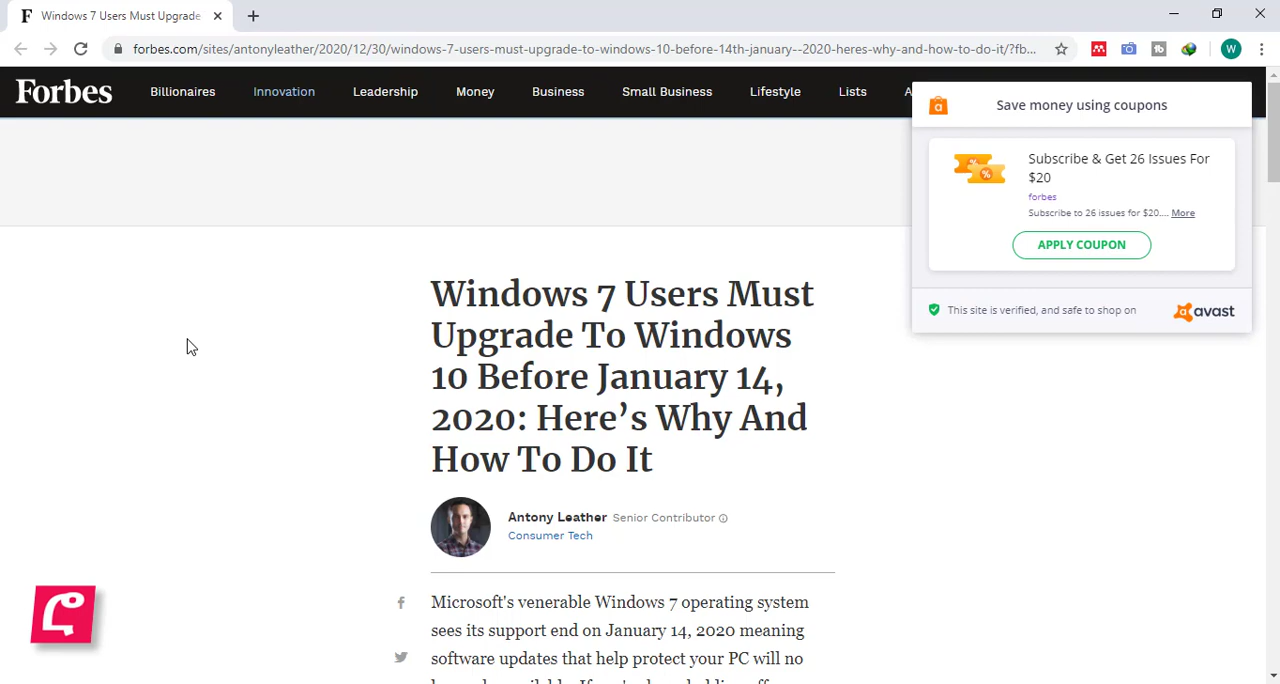 F Windows 7 Users Must Upgrade
forbes.com/sites/antonyleather/2020/12/30/windows-7-users-must-upgrade-to-windows-10-before-14th-january--2020-heres-why-and-how-to-do-it/?fb...
W
Forbes Billionaires Innovation Leadership Money Business Small Business Lifestyle Lists A
Save money using coupons
Subscribe & Get 26 Issues For
$20
forbes
Subscribe to 26 issues for $20.... More
APPLY COUPON
This site is verified, and safe to shop on avast
Windows 7 Users Must
Upgrade To Windows
10 Before January 14,
2020: Here’s Why And
How To Do It
Antony Leather Senior Contributor
Consumer Tech
Microsoft's venerable Windows 7 operating system
sees its support end on January 14, 2020 meaning
software updates that help protect your PC will no